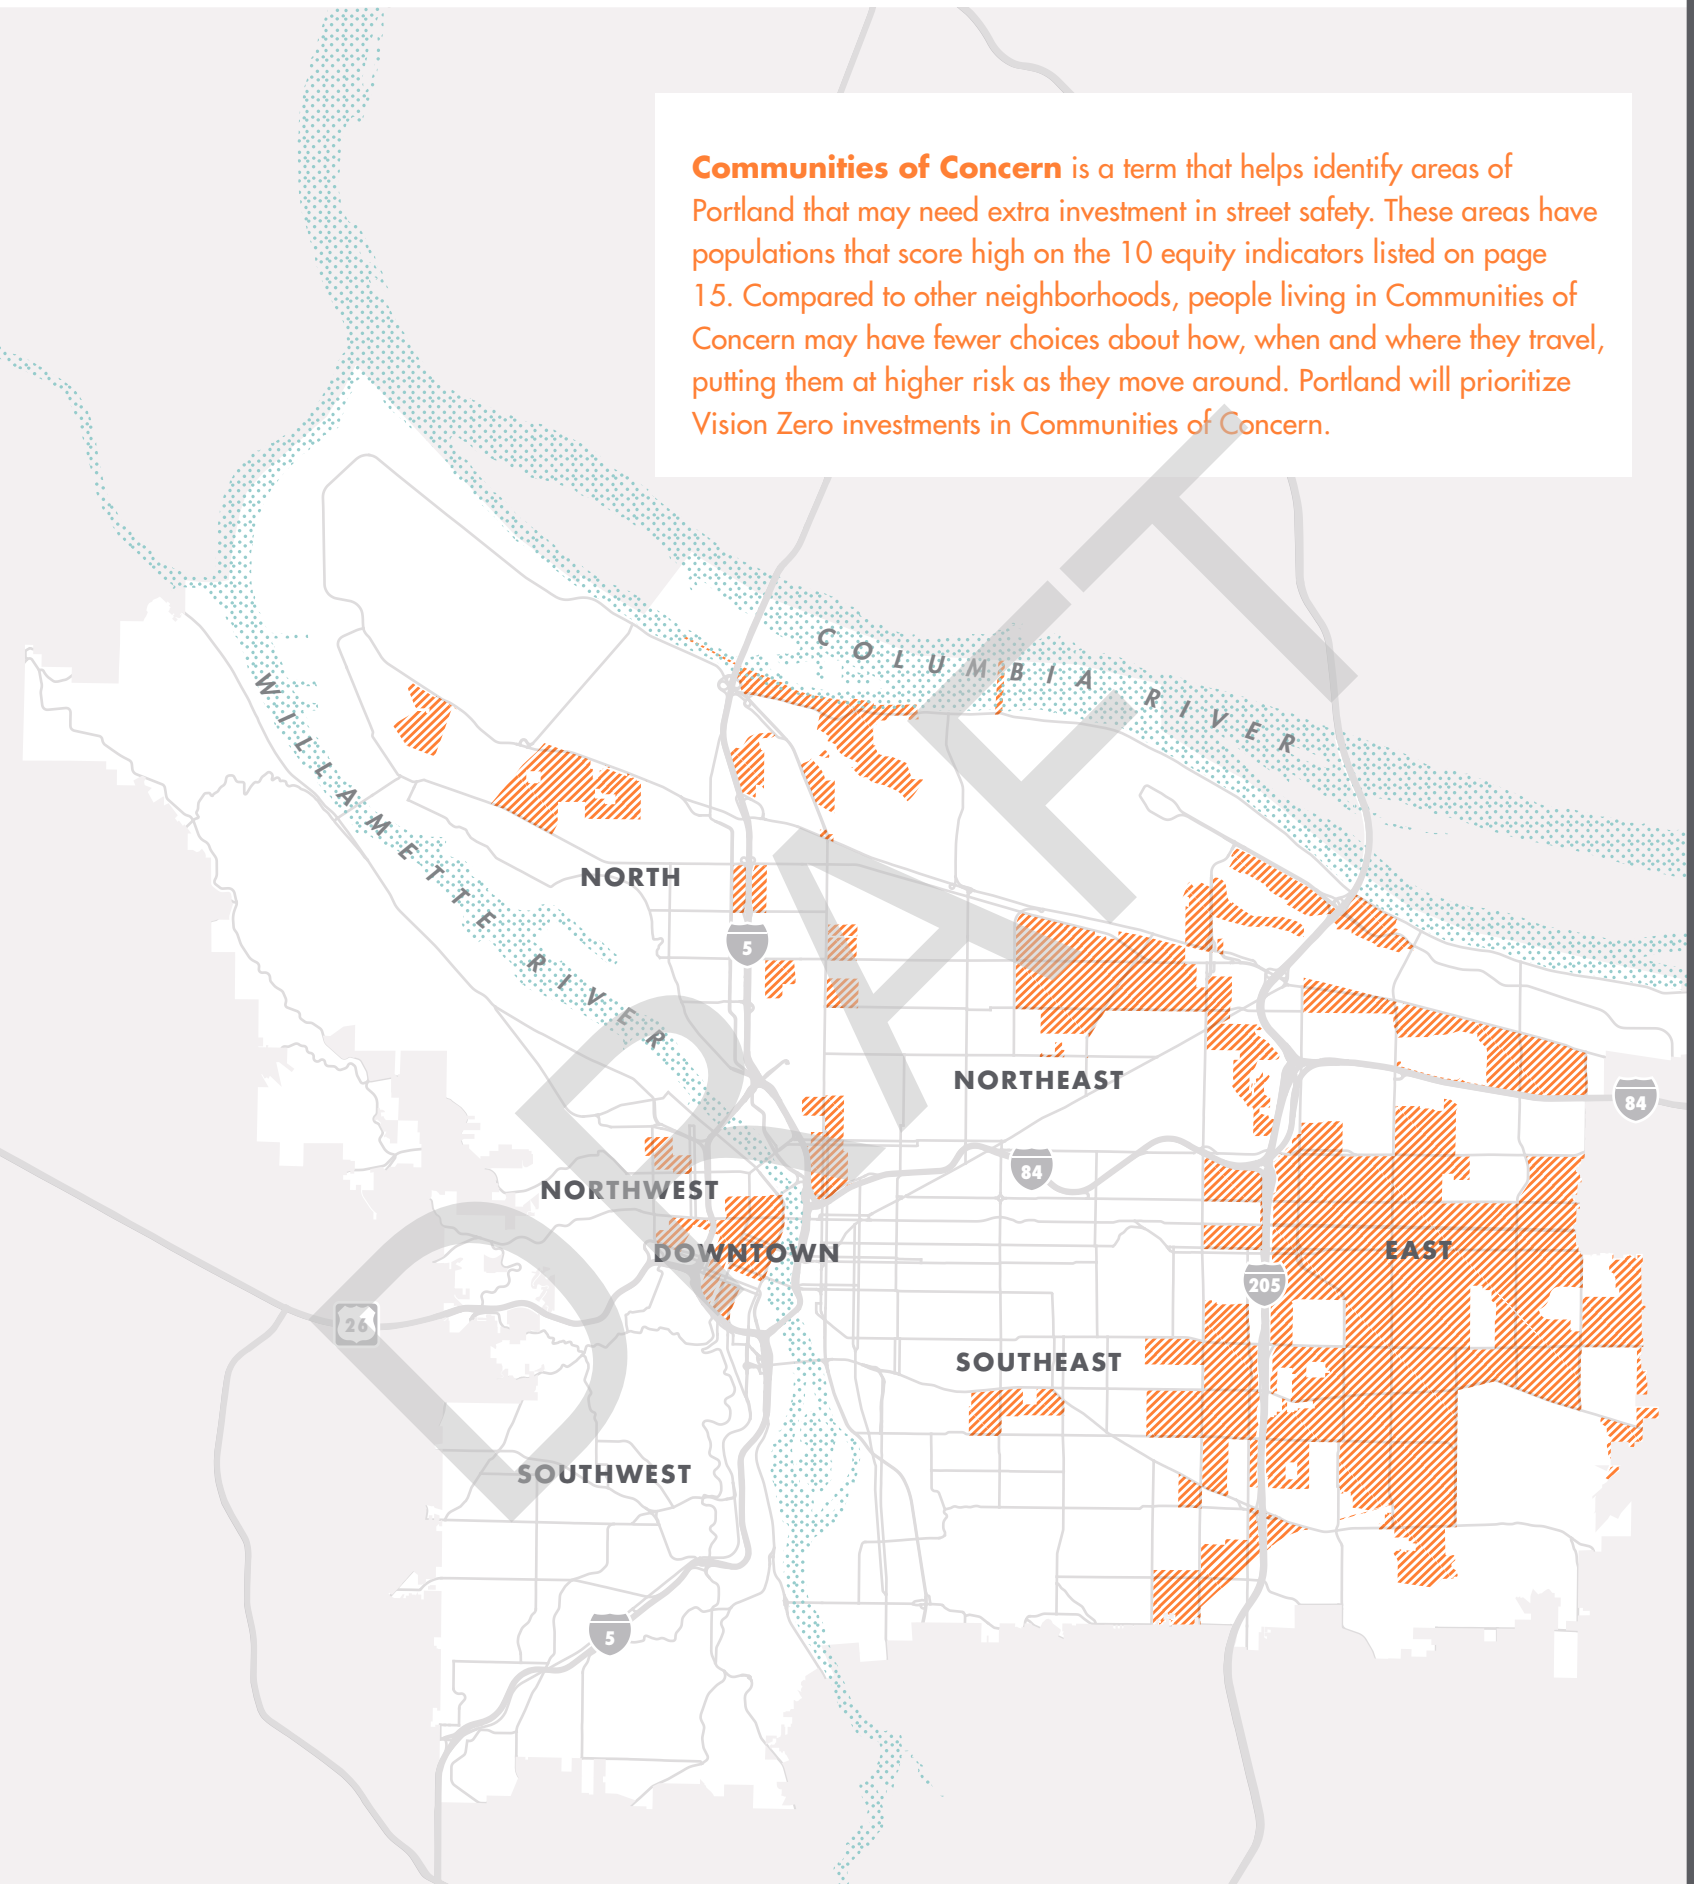 Communities of Concern is a term that helps identify areas of
Portland that may need extra investment in street safety. These areas have
populations that score high on the 10 equity indicators listed on page
15. Compared to other neighborhoods, people living in Communities of
Concern may have fewer choices about how, when and where they travel,
putting them at higher risk as they move around. Portland will prioritize
Vision Zero investments in Communities of Concern.
COLUMBIA RIVER
WILLAMETTE RIVER
NORTH
5
NORTHEAST
84
84
NORTHWEST
DOWNTOWN
EAST
205
26
SOUTHEAST
SOUTHWEST
5
DRAFT